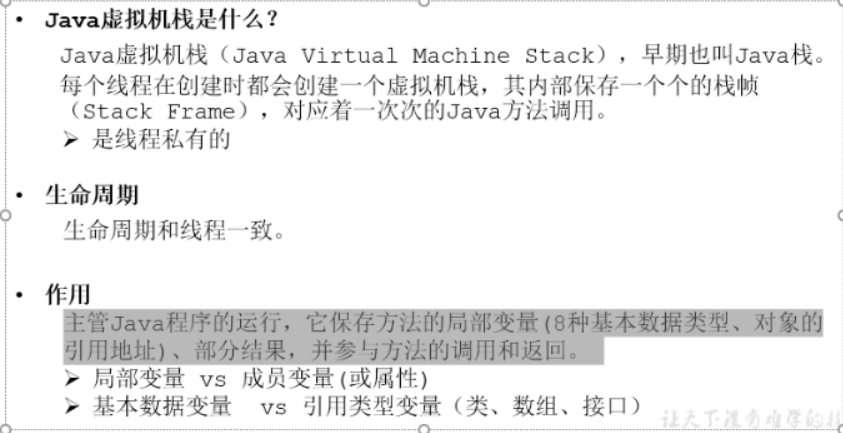 • Java虚拟机栈是什么?
Java虚拟机栈（Java Virtual Machine Stack），早期也叫Java栈。
每个线程在创建时都会创建一个虚拟机栈，其内部保存一个个的栈帧
（Stack Frame），对应着一次次的Java方法调用。
➢ 是线程私有的
• 生命周期
生命周期和线程一致。
• 作用
主管Java程序的运行，它保存方法的局部变量(8种基本数据类型、对象的
引用地址)、部分结果，并参与方法的调用和返回。
➢ 局部变量 vs 成员变量(或属性)
➢ 基本数据变量 vs 引用类型变量（类、数组、接口）
让天下没有难学的技